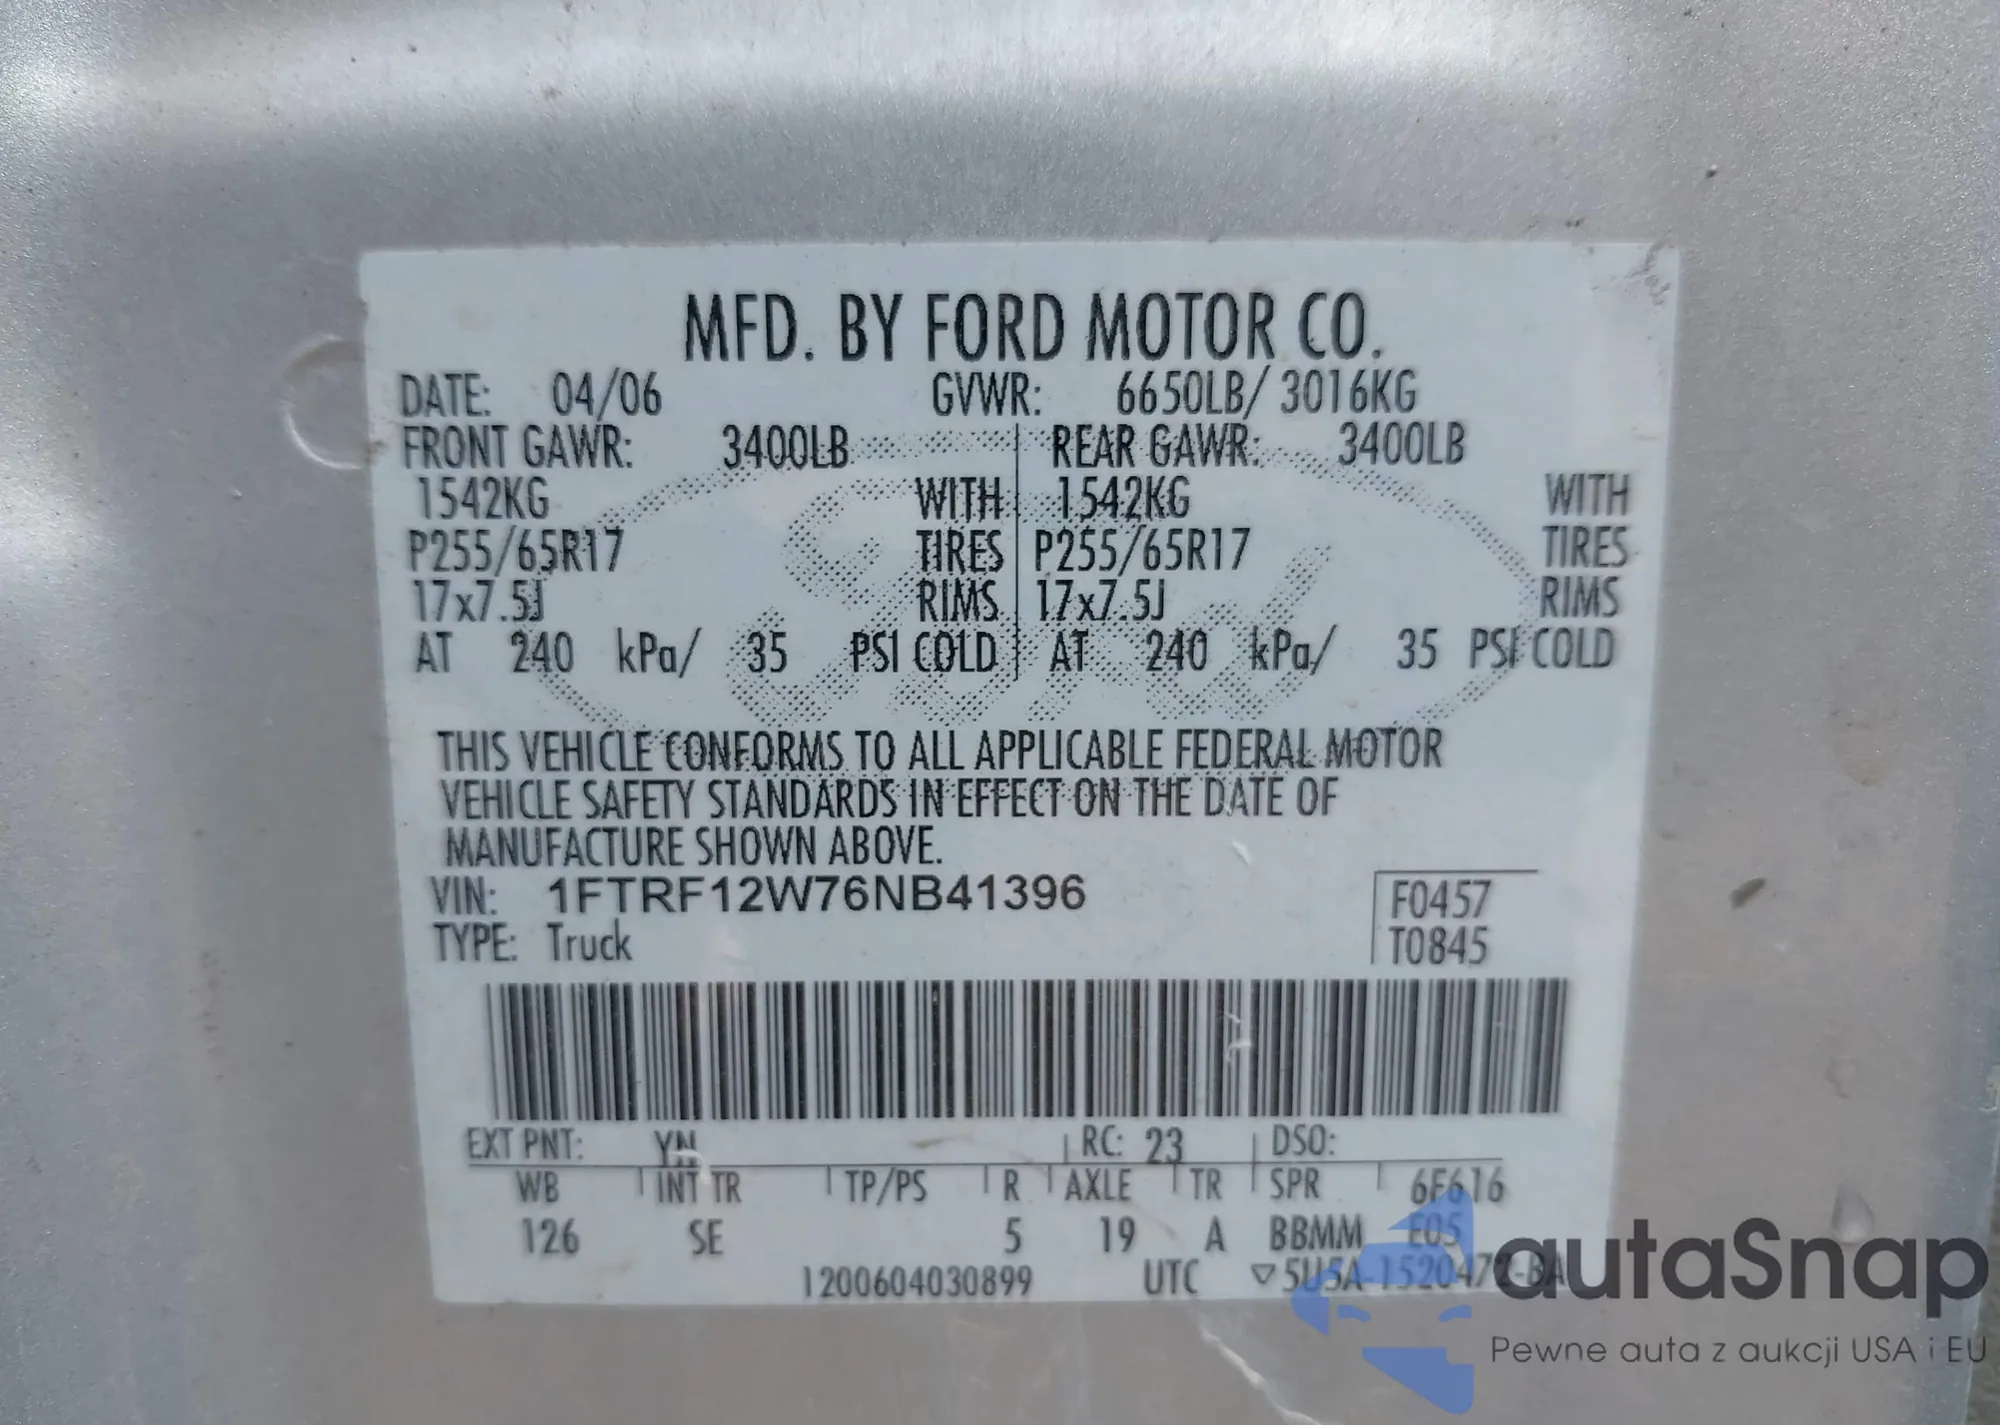 MFD. BY FORD MOTOR CO.
DATE: 04/06 GVWR: 6650LB/ 3016KG
FRONT GAWR: 3400LB REAR GAWR: 3400LB
1542KG WITH 1542KG WITH
P255/65R17 TIRES P255/65R17 TIRES
17x7.5J RIMS 17x7.5J RIMS
AT 240 kPa/ 35 PSI COLD AT 240 kPa/ 35 PSI COLD
THIS VEHICLE CONFORMS TO ALL APPLICABLE FEDERAL MOTOR
VEHICLE SAFETY STANDARDS IN EFFECT ON THE DATE OF
MANUFACTURE SHOWN ABOVE.
VIN: 1FTRF12W76NB41396 F0457
TYPE: Truck T0845
EXT PNT: YN RC: 23 DSO:
WB INT TR TP/PS R AXLE TR SPR 6F616
126 SE 5 19 A BBMM E05
1200604030899 UTC ▽5U5A-1520472-BA
autaSnap
Pewne auta z aukcji USA i EU